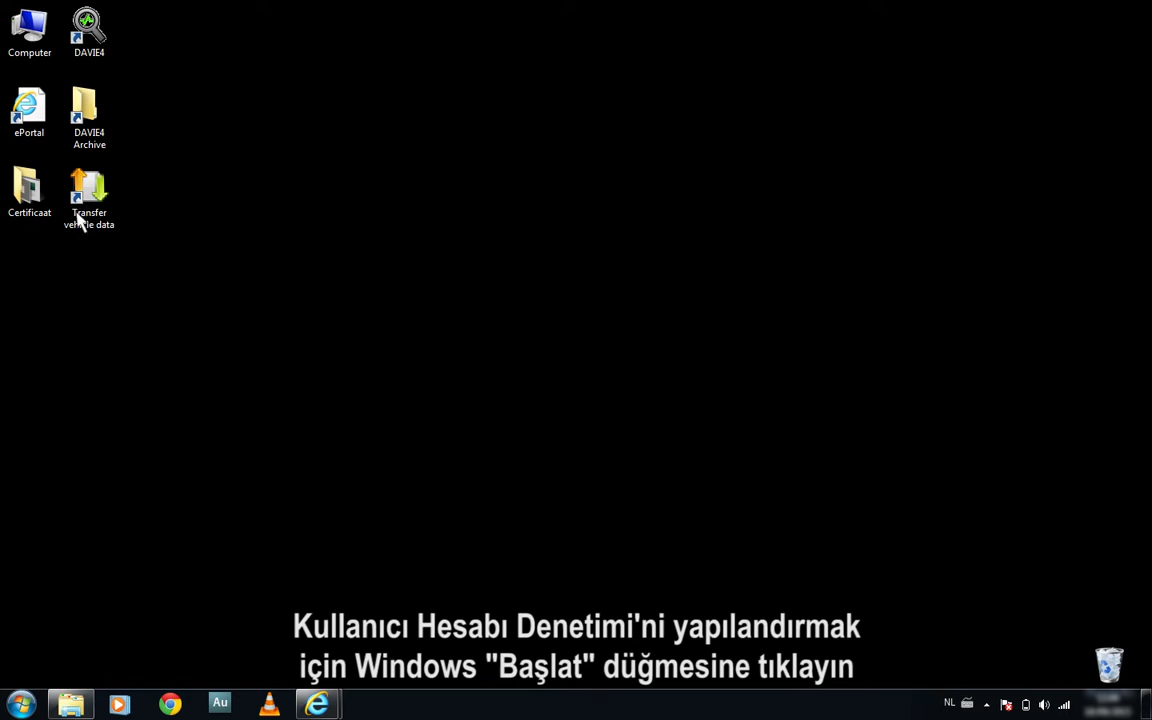 Computer
DAVIE4
ePortal
DAVIE4
Archive
Certificaat
Transfer
vehicle data
Kullanıcı Hesabı Denetimi'ni yapılandırmak
için Windows "Başlat" düğmesine tıklayın
Au
NL